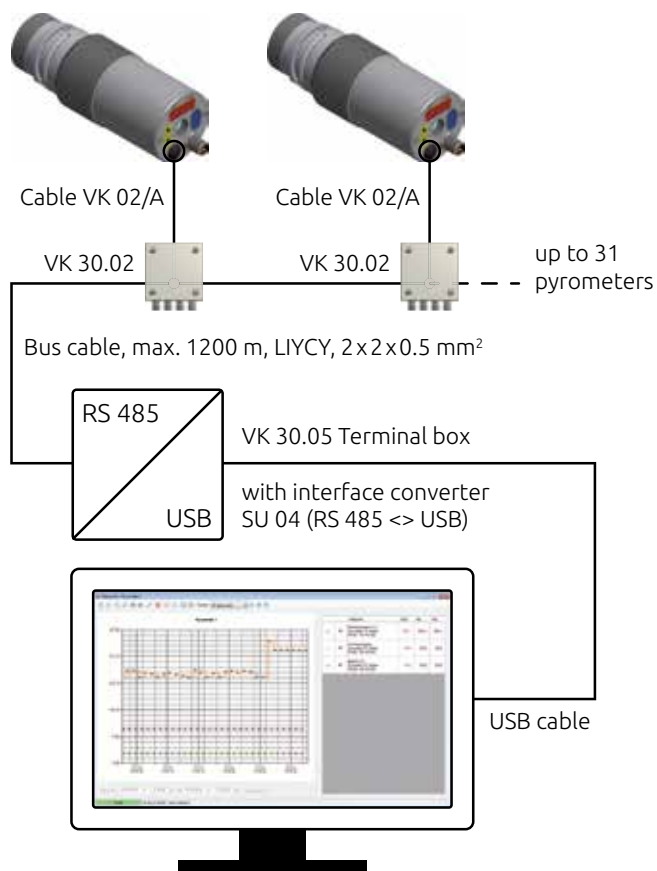 Cable VK 02/A
Cable VK 02/A
VK 30.02
VK 30.02
up to 31
pyrometers
Bus cable, max. 1200 m, LIYCY, 2 x 2 x 0.5 mm²
RS 485
USB
VK 30.05 Terminal box
with interface converter
SU 04 (RS 485 <> USB)
USB cable